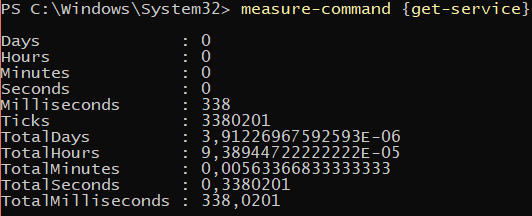 PS C:\Windows\System32> measure-command {get-service}
Days : 0
Hours : 0
Minutes : 0
Seconds : 0
Milliseconds : 338
Ticks : 3380201
TotalDays : 3,91226967592593E-06
TotalHours : 9,38944722222222E-05
TotalMinutes : 0,00563366833333333
TotalSeconds : 0,3380201
TotalMilliseconds : 338,0201